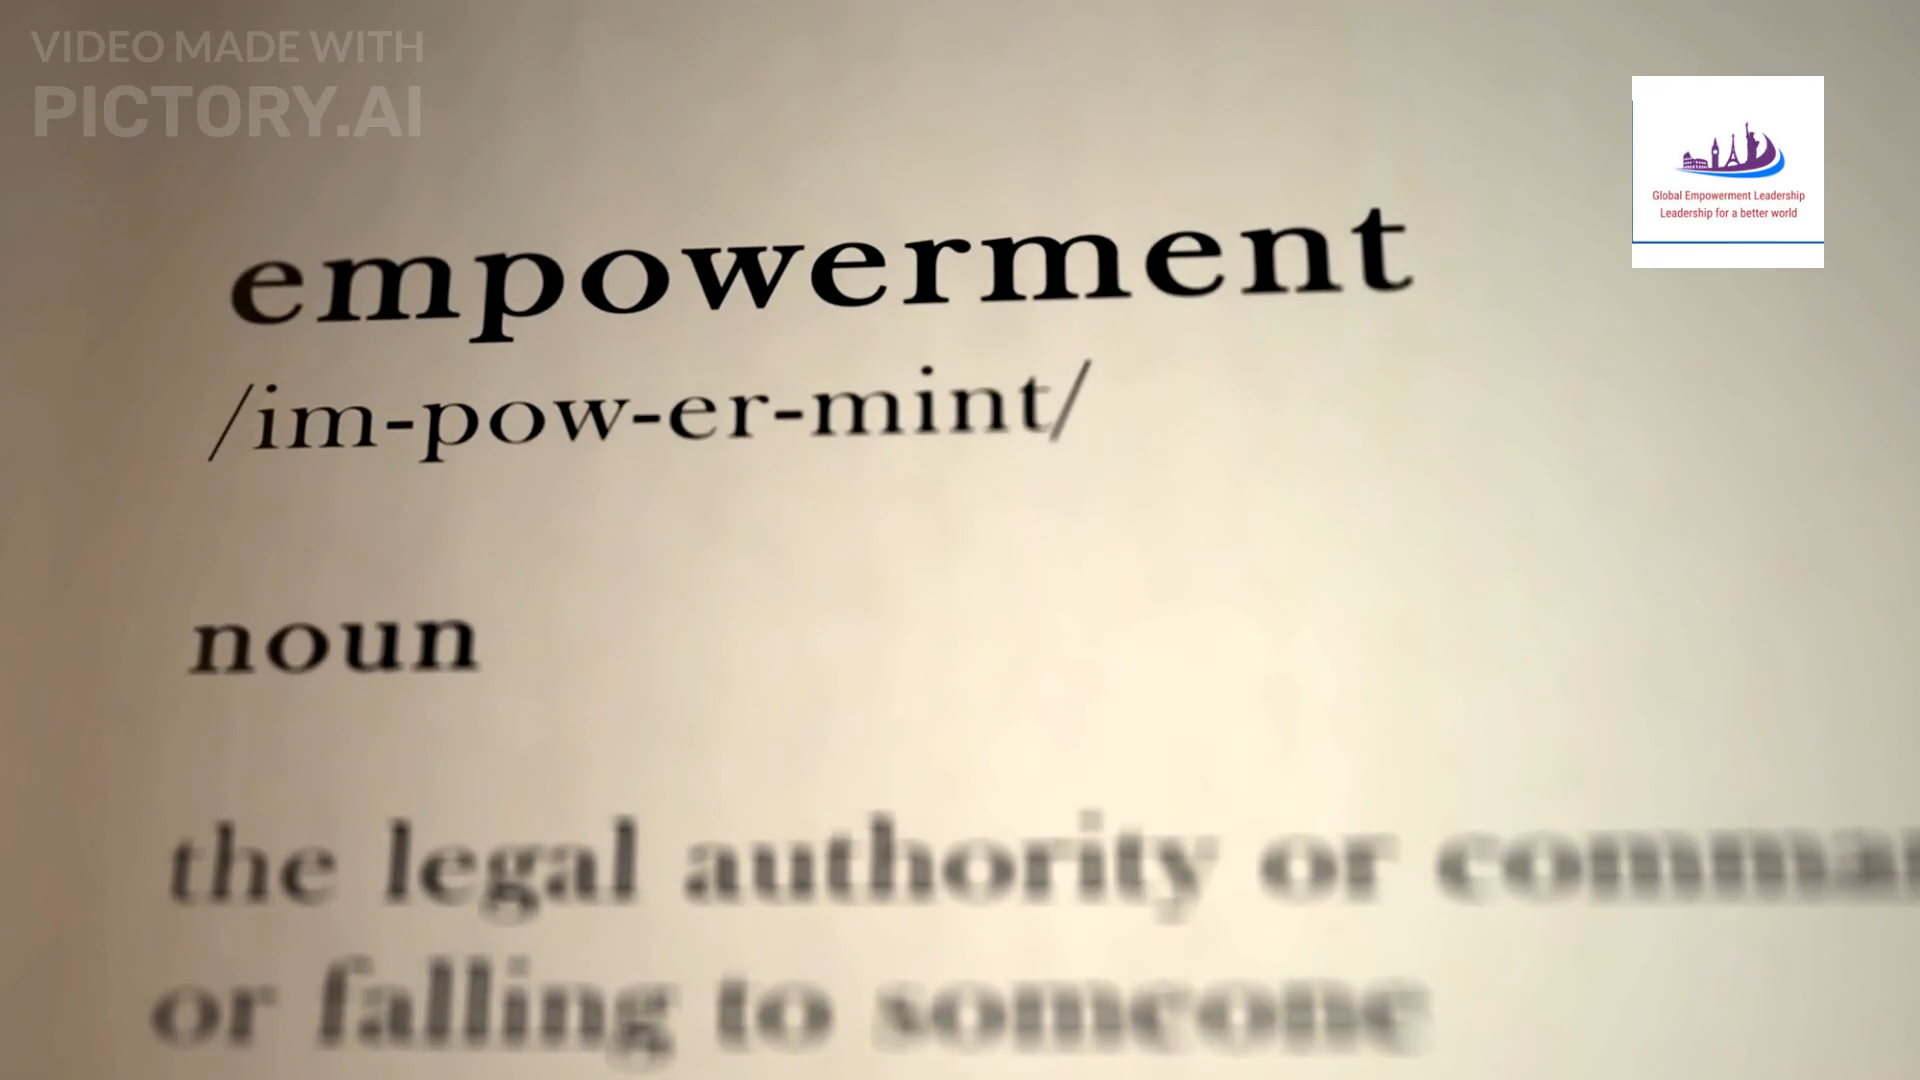 VIDEO MADE WITH
PICTORY.AI
Global Empowerment Leadership
Leadership for a better world
empowerment
/im-pow-er-mint/
noun
the legal authority or
or falling to someone